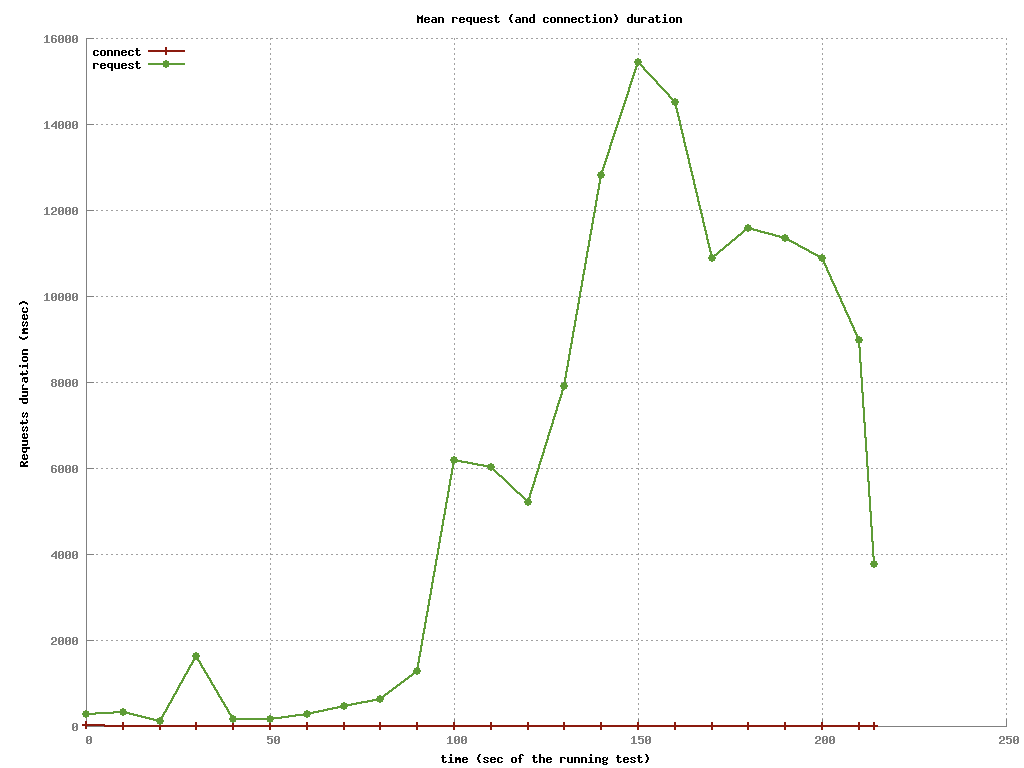 Mean request (and connection) duration
connect
request
16000
14000
12000
10000
8000
6000
4000
2000
0
Requests duration (msec)
0 50 100 150 200 250
time (sec of the running test)